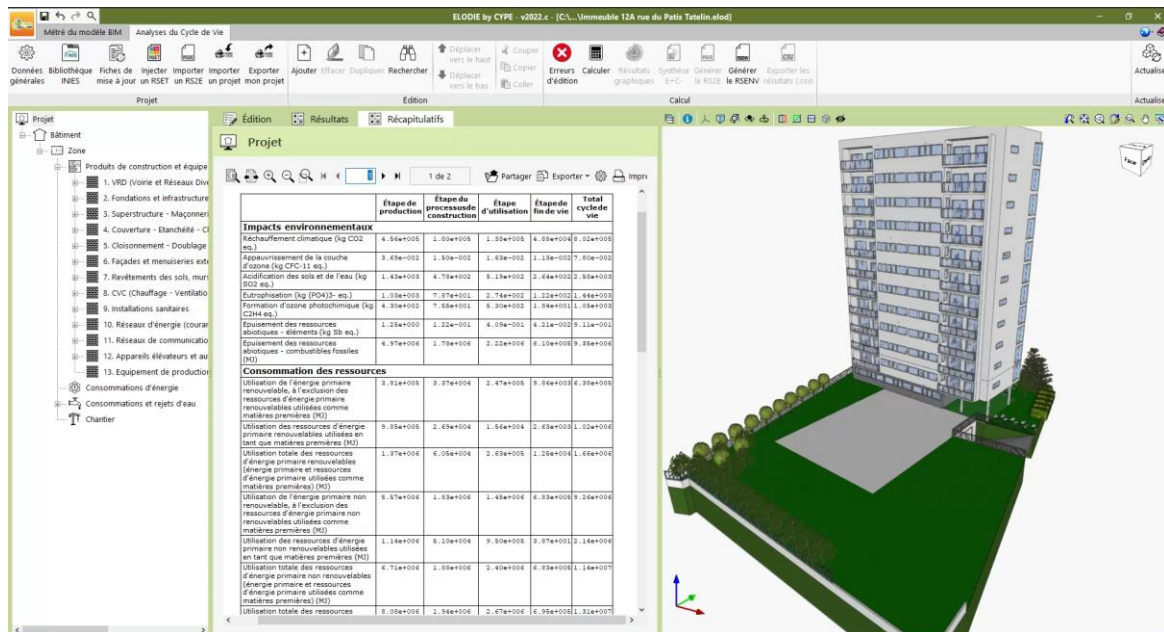 ELODIE by CYPE - v2022.c - [C:\...\Immeuble 12A rue du Patis Tatelin.elod]
Métré du modèle BIM Analyses du Cycle de Vie
Données générales
Bibliothèque INIES
Fiches de mise à jour
Injecter un RSET
Importer un RS2E
Importer un projet
Exporter mon projet
Ajouter
Effacer
Dupliquer
Rechercher
Déplacer vers le haut
Déplacer vers le bas
Couper
Copier
Coller
Erreurs d'édition
Calculer
Résultats graphiques
Synthèse E+C-
Générer le RS2E
Générer le RSENV
Exporter les résultats (.csv)
Actualise
Projet Édition Calcul Actualise
Projet
Bâtiment
Zone
Produits de construction et équipe
1. VRD (Voirie et Réseaux Dive
2. Fondations et infrastructure
3. Superstructure - Maçonneri
4. Couverture - Etanchéité - Cl
5. Cloisonnement - Doublage
6. Façades et menuiseries exte
7. Revêtements des sols, murs
8. CVC (Chauffage - Ventilatio
9. Installations sanitaires
10. Réseaux d'énergie (couran
11. Réseaux de communicatio
12. Appareils élévateurs et au
13. Equipement de production
Consommations d'énergie
Consommations et rejets d'eau
Chantier
Édition Résultats Récapitulatifs
Projet
1 de 2 Partager Exporter Impri
Étape de production Étape du processus de construction Étape d'utilisation Étape de fin de vie Total cycle de vie
Impacts environnementaux
Réchauffement climatique (kg CO2 eq.) 4.56e+005 1.80e+005 1.38e+005 4.88e+004 8.02e+005
Appauvrissement de la couche d'ozone (kg CFC-11 eq.) 3.69e-002 1.50e-002 1.63e-002 1.13e-002 7.80e-002
Acidification des sols et de l'eau (kg SO2 eq.) 1.43e+003 4.78e+002 5.19e+002 2.64e+002 2.58e+003
Eutrophisation (kg (PO4)3- eq.) 1.03e+003 7.87e+001 2.74e+002 1.22e+002 1.44e+003
Formation d'ozone photochimique (kg C2H4 eq.) 4.30e+002 7.55e+001 5.30e+002 1.84e+001 1.05e+003
Epuisement des ressources abiotiques - éléments (kg Sb eq.) 1.25e+000 1.22e-001 4.09e-001 4.21e-002 9.11e-001
Epuisement des ressources abiotiques - combustibles fossiles (MJ) 4.97e+006 1.78e+006 2.22e+006 6.10e+005 9.35e+006
Consommation des ressources
Utilisation de l'énergie primaire renouvelable, à l'exclusion des ressources d'énergie primaire renouvelables utilisées comme matières premières (MJ) 3.81e+005 3.37e+004 2.47e+005 9.86e+003 6.38e+005
Utilisation des ressources d'énergie primaire renouvelables utilisées en tant que matières premières (MJ) 9.85e+005 2.69e+004 1.56e+004 2.63e+003 1.02e+006
Utilisation totale des ressources d'énergie primaire renouvelables (énergie primaire et ressources d'énergie primaire utilisées comme matières premières) (MJ) 1.37e+006 6.05e+004 2.63e+005 1.25e+004 1.66e+006
Utilisation de l'énergie primaire non renouvelable, à l'exclusion des ressources d'énergie primaire non renouvelables utilisées comme matières premières (MJ) 5.57e+006 1.83e+006 1.45e+006 6.83e+005 9.26e+006
Utilisation des ressources d'énergie primaire non renouvelables utilisées en tant que matières premières (MJ) 1.14e+006 5.10e+004 9.50e+005 3.87e+001 2.14e+006
Utilisation totale des ressources d'énergie primaire non renouvelables (énergie primaire et ressources d'énergie primaire utilisées comme matières premières) (MJ) 6.71e+006 1.88e+006 2.40e+006 6.83e+005 1.16e+007
Utilisation totale des ressources 8.08e+006 1.94e+006 2.67e+006 6.95e+005 1.31e+007
Face